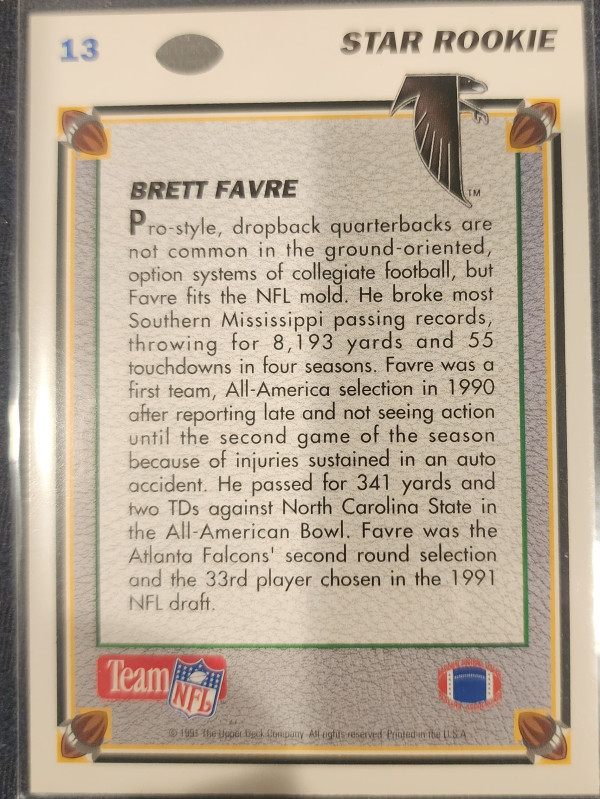 13
STAR ROOKIE
TM
BRETT FAVRE
Pro-style, dropback quarterbacks are
not common in the ground-oriented,
option systems of collegiate football, but
Favre fits the NFL mold. He broke most
Southern Mississippi passing records,
throwing for 8,193 yards and 55
touchdowns in four seasons. Favre was a
first team, All-America selection in 1990
after reporting late and not seeing action
until the second game of the season
because of injuries sustained in an auto
accident. He passed for 341 yards and
two TDs against North Carolina State in
the All-American Bowl. Favre was the
Atlanta Falcons' second round selection
and the 33rd player chosen in the 1991
NFL draft.
Team NFL
© 1991 The Upper Deck Company. All rights reserved. Printed in the U.S.A.